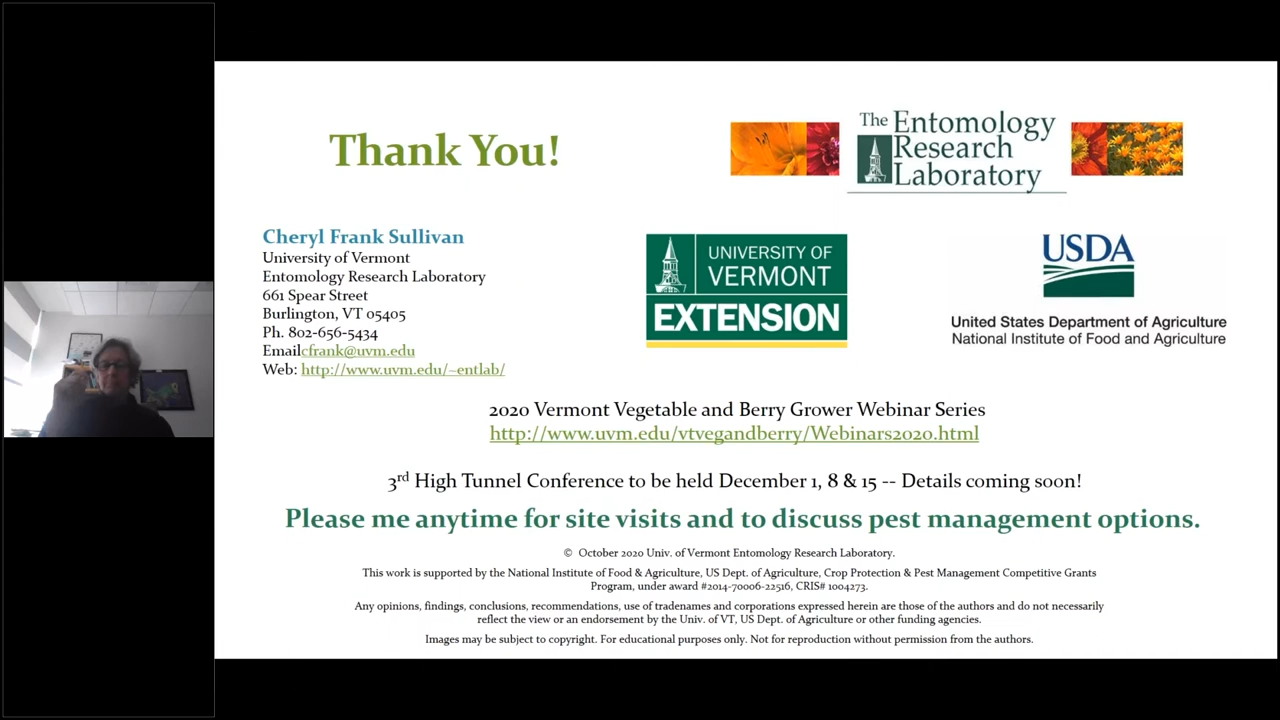 Thank You!
The Entomology
Research
Laboratory
Cheryl Frank Sullivan
University of Vermont
Entomology Research Laboratory
661 Spear Street
Burlington, VT 05405
Ph. 802-656-5434
Emailcfrank@uvm.edu
Web: http://www.uvm.edu/~entlab/
UNIVERSITY OF
VERMONT
EXTENSION
USDA
United States Department of Agriculture
National Institute of Food and Agriculture
2020 Vermont Vegetable and Berry Grower Webinar Series
http://www.uvm.edu/vtvegandberry/Webinars2020.html
3rd High Tunnel Conference to be held December 1, 8 & 15 -- Details coming soon!
Please me anytime for site visits and to discuss pest management options.
© October 2020 Univ. of Vermont Entomology Research Laboratory.
This work is supported by the National Institute of Food & Agriculture, US Dept. of Agriculture, Crop Protection & Pest Management Competitive Grants
Program, under award #2014-70006-22516, CRIS# 1004273.
Any opinions, findings, conclusions, recommendations, use of tradenames and corporations expressed herein are those of the authors and do not necessarily
reflect the view or an endorsement by the Univ. of VT, US Dept. of Agriculture or other funding agencies.
Images may be subject to copyright. For educational purposes only. Not for reproduction without permission from the authors.